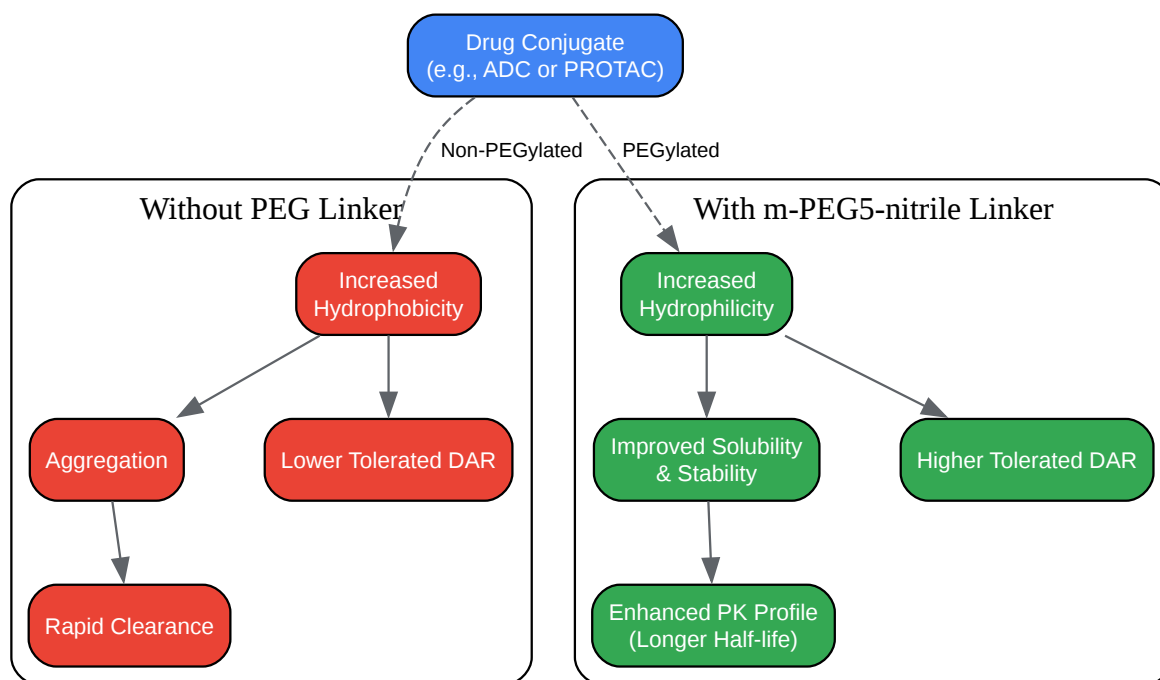 Drug Conjugate
(e.g., ADC or PROTAC)
Non-PEGylated
PEGylated
Without PEG Linker
With m-PEG5-nitrile Linker
Increased
Hydrophobicity
Increased
Hydrophilicity
Aggregation
Lower Tolerated DAR
Improved Solubility
& Stability
Higher Tolerated DAR
Rapid Clearance
Enhanced PK Profile
(Longer Half-life)